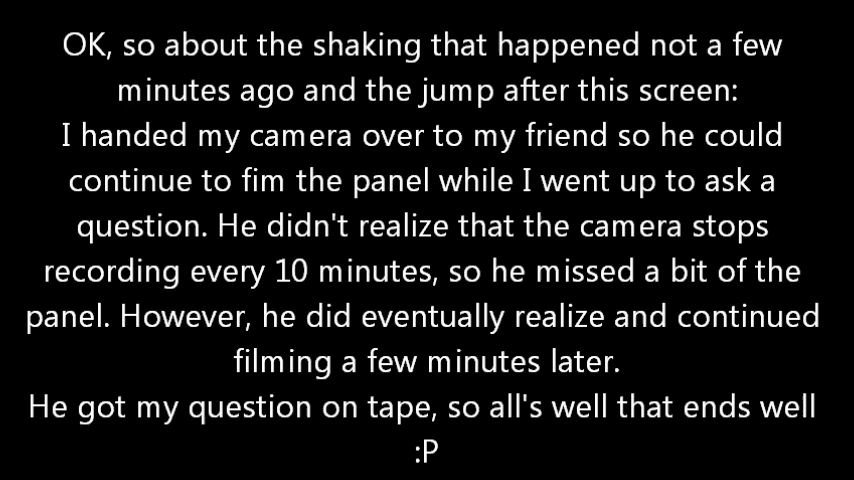 OK, so about the shaking that happened not a few
minutes ago and the jump after this screen:
I handed my camera over to my friend so he could
continue to fim the panel while I went up to ask a
question. He didn't realize that the camera stops
recording every 10 minutes, so he missed a bit of the
panel. However, he did eventually realize and continued
filming a few minutes later.
He got my question on tape, so all's well that ends well
:P